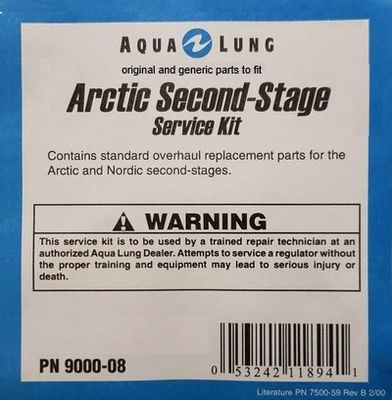 AQUA LUNG
original and generic parts to fit
Arctic Second-Stage
Service Kit
Contains standard overhaul replacement parts for the
Arctic and Nordic second-stages.
WARNING
This service kit is to be used by a trained repair technician at an
authorized Aqua Lung Dealer. Attempts to service a regulator without
the proper training and equipment may lead to serious injury or
death.
PN 9000-08
0 53242 11894 1
Literature PN 7500-59 Rev B 2/00